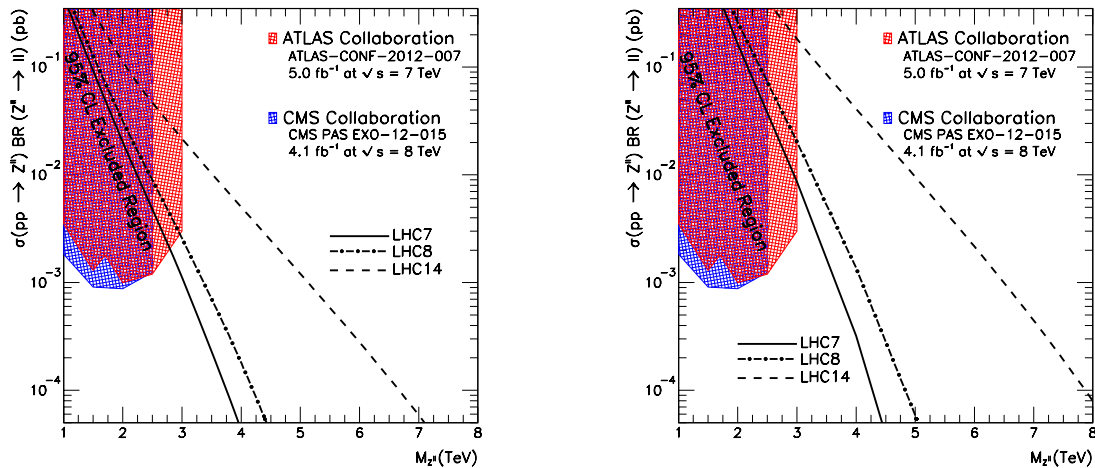 σ(pp → Z'') BR (Z'' → ll) (pb)
10⁻¹
10⁻²
10⁻³
10⁻⁴
ATLAS Collaboration
ATLAS-CONF-2012-007
5.0 fb⁻¹ at √s = 7 TeV
CMS Collaboration
CMS PAS EXO-12-015
4.1 fb⁻¹ at √s = 8 TeV
95% CL Excluded Region
LHC7
LHC8
LHC14
1 2 3 4 5 6 7 8
M_Z'' (TeV)
σ(pp → Z'') BR (Z'' → ll) (pb)
10⁻¹
10⁻²
10⁻³
10⁻⁴
ATLAS Collaboration
ATLAS-CONF-2012-007
5.0 fb⁻¹ at √s = 7 TeV
CMS Collaboration
CMS PAS EXO-12-015
4.1 fb⁻¹ at √s = 8 TeV
95% CL Excluded Region
LHC7
LHC8
LHC14
1 2 3 4 5 6 7 8
M_Z'' (TeV)